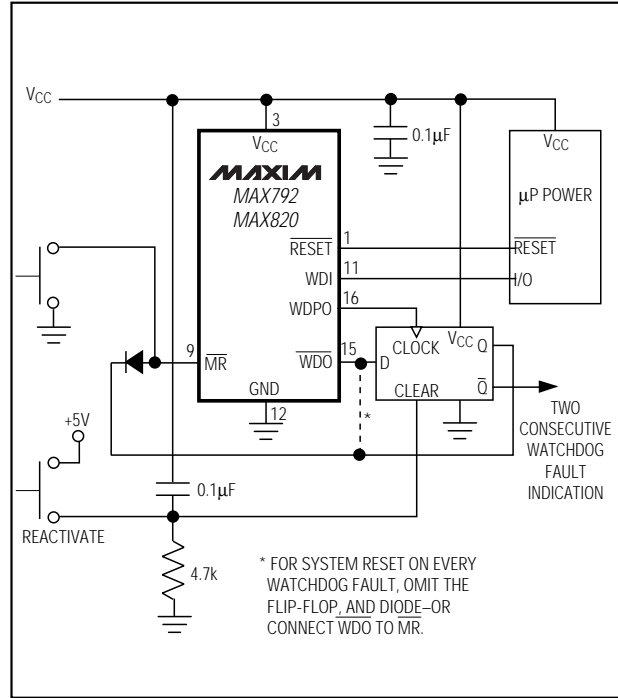 VCC
3
VCC
0.1µF
VCC
MAXIM
MAX792
MAX820
µP POWER
RESET
1
RESET
WDI
11
I/O
WDPO
16
9
MR
WDO
15
D
CLOCK
VCC
Q
CLEAR
Q
GND
12
*
TWO
CONSECUTIVE
WATCHDOG
FAULT
INDICATION
+5V
0.1µF
REACTIVATE
4.7k
* FOR SYSTEM RESET ON EVERY
WATCHDOG FAULT, OMIT THE
FLIP-FLOP, AND DIODE–OR
CONNECT WDO TO MR.